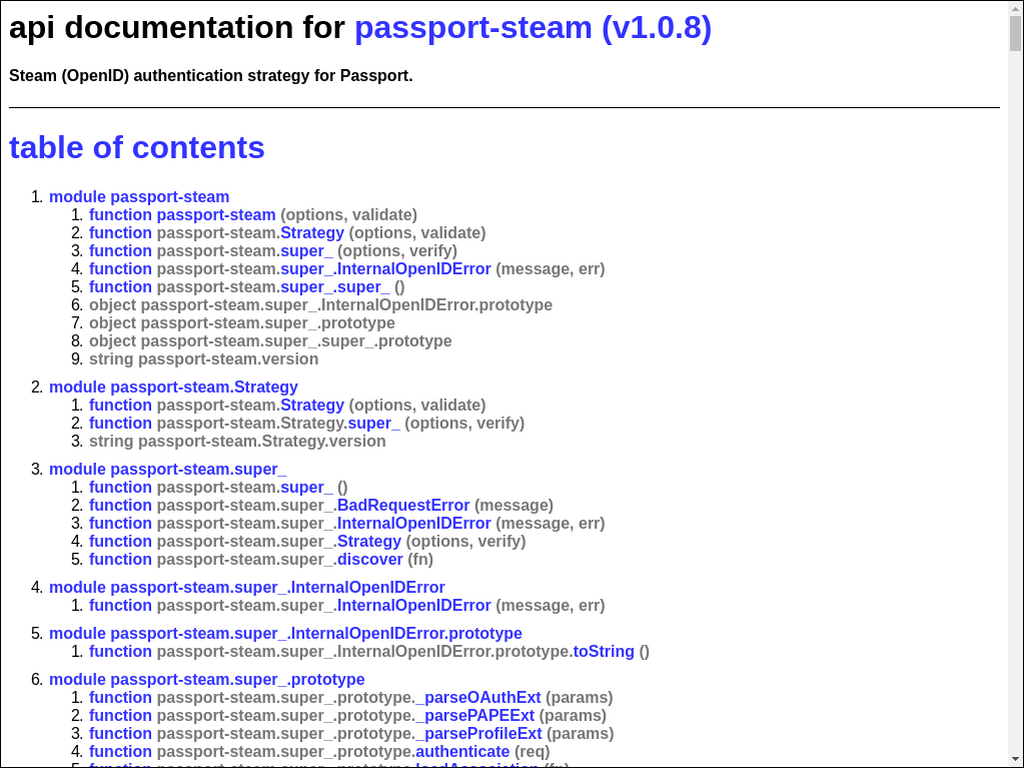 api documentation for passport-steam (v1.0.8)
Steam (OpenID) authentication strategy for Passport.
table of contents
1. module passport-steam
1. function passport-steam (options, validate)
2. function passport-steam.Strategy (options, validate)
3. function passport-steam.super_ (options, verify)
4. function passport-steam.super_.InternalOpenIDError (message, err)
5. function passport-steam.super_.super_ ()
6. object passport-steam.super_.InternalOpenIDError.prototype
7. object passport-steam.super_.prototype
8. object passport-steam.super_.super_.prototype
9. string passport-steam.version
2. module passport-steam.Strategy
1. function passport-steam.Strategy (options, validate)
2. function passport-steam.Strategy.super_ (options, verify)
3. string passport-steam.Strategy.version
3. module passport-steam.super_
1. function passport-steam.super_ ()
2. function passport-steam.super_.BadRequestError (message)
3. function passport-steam.super_.InternalOpenIDError (message, err)
4. function passport-steam.super_.Strategy (options, verify)
5. function passport-steam.super_.discover (fn)
4. module passport-steam.super_.InternalOpenIDError
1. function passport-steam.super_.InternalOpenIDError (message, err)
5. module passport-steam.super_.InternalOpenIDError.prototype
1. function passport-steam.super_.InternalOpenIDError.prototype.toString ()
6. module passport-steam.super_.prototype
1. function passport-steam.super_.prototype._parseOAuthExt (params)
2. function passport-steam.super_.prototype._parsePAPEExt (params)
3. function passport-steam.super_.prototype._parseProfileExt (params)
4. function passport-steam.super_.prototype.authenticate (req)
5. function passport-steam.super_.prototype.loadAssociation (fn)